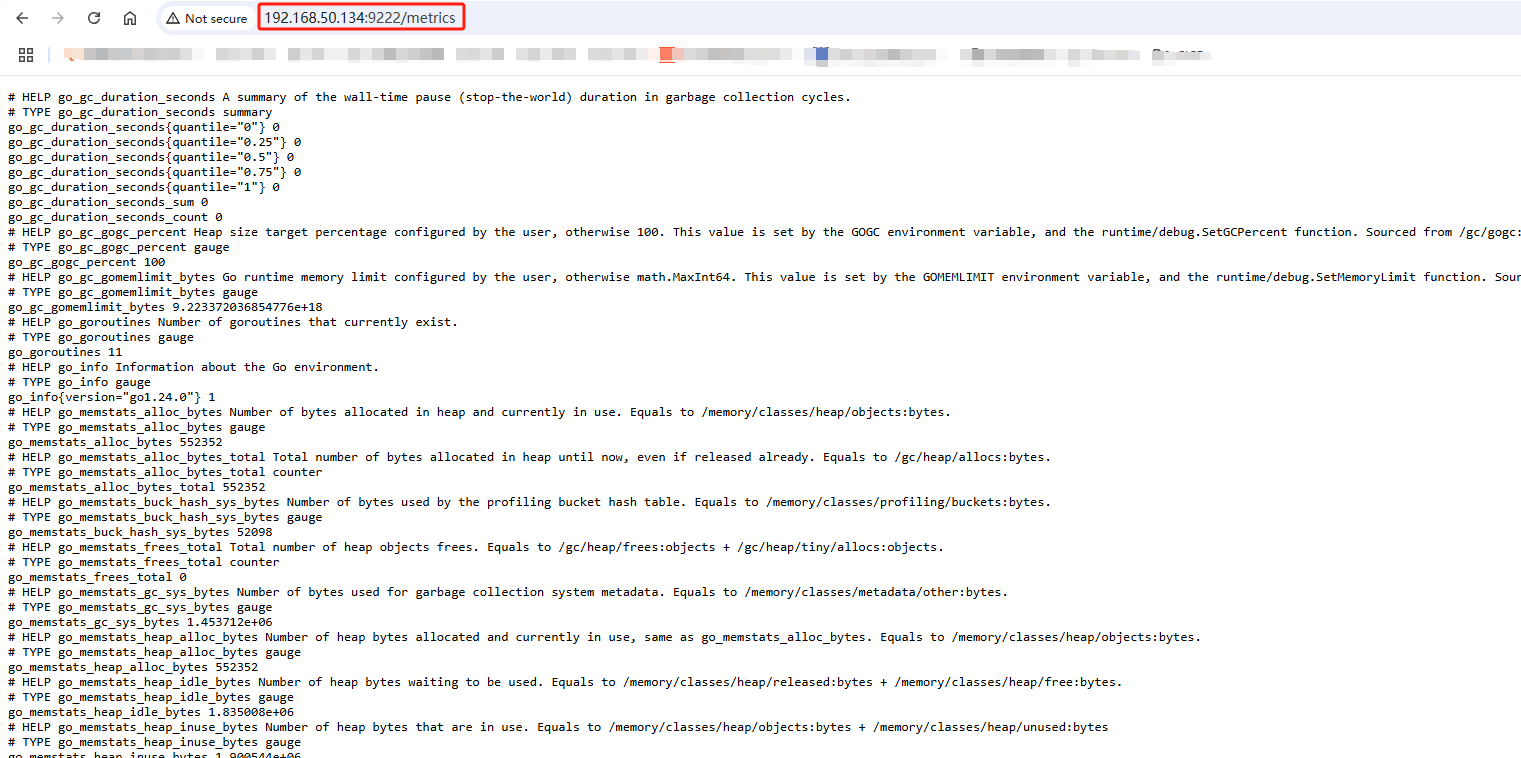 Not secure 192.168.50.134:9222/metrics
# HELP go_gc_duration_seconds A summary of the wall-time pause (stop-the-world) duration in garbage collection cycles.
# TYPE go_gc_duration_seconds summary
go_gc_duration_seconds{quantile="0"} 0
go_gc_duration_seconds{quantile="0.25"} 0
go_gc_duration_seconds{quantile="0.5"} 0
go_gc_duration_seconds{quantile="0.75"} 0
go_gc_duration_seconds{quantile="1"} 0
go_gc_duration_seconds_sum 0
go_gc_duration_seconds_count 0
# HELP go_gc_gogc_percent Heap size target percentage configured by the user, otherwise 100. This value is set by the GOGC environment variable, and the runtime/debug.SetGCPercent function. Sourced from /gc/gogc:
# TYPE go_gc_gogc_percent gauge
go_gc_gogc_percent 100
# HELP go_gc_gomemlimit_bytes Go runtime memory limit configured by the user, otherwise math.MaxInt64. This value is set by the GOMEMLIMIT environment variable, and the runtime/debug.SetMemoryLimit function. Sour
# TYPE go_gc_gomemlimit_bytes gauge
go_gc_gomemlimit_bytes 9.223372036854776e+18
# HELP go_goroutines Number of goroutines that currently exist.
# TYPE go_goroutines gauge
go_goroutines 11
# HELP go_info Information about the Go environment.
# TYPE go_info gauge
go_info{version="go1.24.0"} 1
# HELP go_memstats_alloc_bytes Number of bytes allocated in heap and currently in use. Equals to /memory/classes/heap/objects:bytes.
# TYPE go_memstats_alloc_bytes gauge
go_memstats_alloc_bytes 552352
# HELP go_memstats_alloc_bytes_total Total number of bytes allocated in heap until now, even if released already. Equals to /gc/heap/allocs:bytes.
# TYPE go_memstats_alloc_bytes_total counter
go_memstats_alloc_bytes_total 552352
# HELP go_memstats_buck_hash_sys_bytes Number of bytes used by the profiling bucket hash table. Equals to /memory/classes/profiling/buckets:bytes.
# TYPE go_memstats_buck_hash_sys_bytes gauge
go_memstats_buck_hash_sys_bytes 52098
# HELP go_memstats_frees_total Total number of heap objects frees. Equals to /gc/heap/frees:objects + /gc/heap/tiny/allocs:objects.
# TYPE go_memstats_frees_total counter
go_memstats_frees_total 0
# HELP go_memstats_gc_sys_bytes Number of bytes used for garbage collection system metadata. Equals to /memory/classes/metadata/other:bytes.
# TYPE go_memstats_gc_sys_bytes gauge
go_memstats_gc_sys_bytes 1.453712e+06
# HELP go_memstats_heap_alloc_bytes Number of heap bytes allocated and currently in use, same as go_memstats_alloc_bytes. Equals to /memory/classes/heap/objects:bytes.
# TYPE go_memstats_heap_alloc_bytes gauge
go_memstats_heap_alloc_bytes 552352
# HELP go_memstats_heap_idle_bytes Number of heap bytes waiting to be used. Equals to /memory/classes/heap/released:bytes + /memory/classes/heap/free:bytes.
# TYPE go_memstats_heap_idle_bytes gauge
go_memstats_heap_idle_bytes 1.835008e+06
# HELP go_memstats_heap_inuse_bytes Number of heap bytes that are in use. Equals to /memory/classes/heap/objects:bytes + /memory/classes/heap/unused:bytes
# TYPE go_memstats_heap_inuse_bytes gauge
go_memstats_heap_inuse_bytes 1.900544e+06